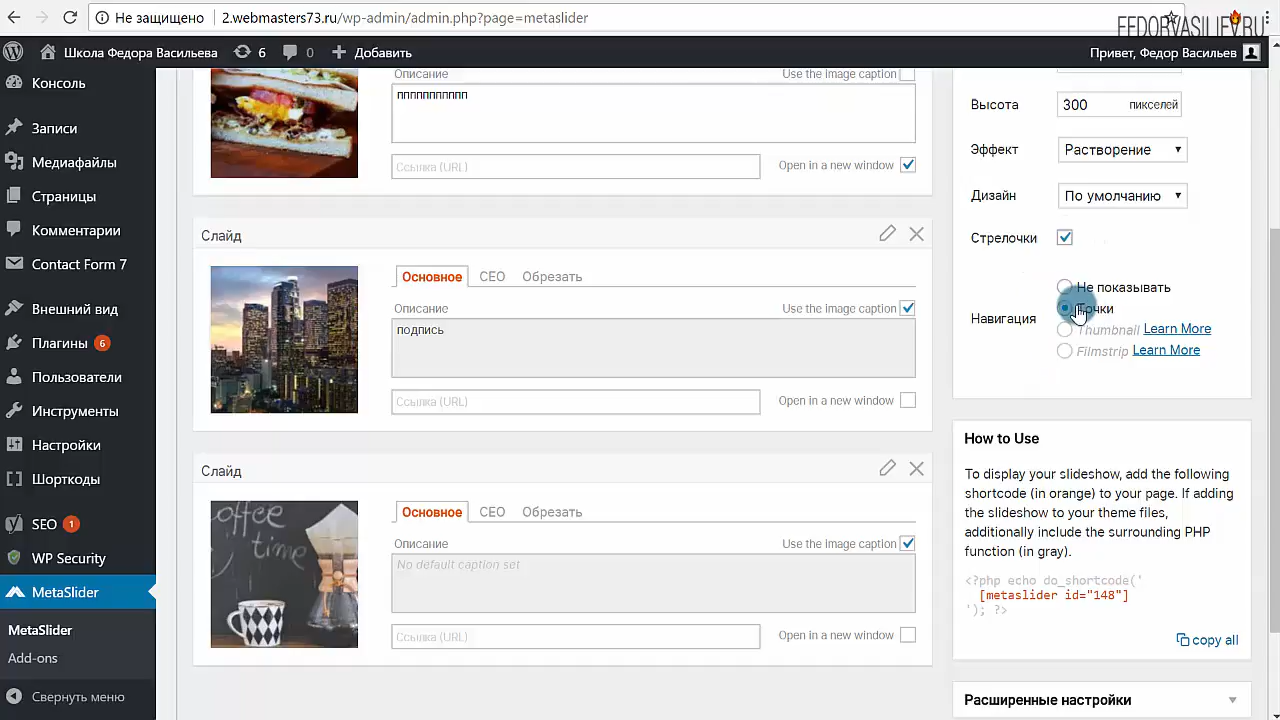 Не защищено
2.webmasters73.ru/wp-admin/admin.php?page=metaslider
FEDORVASILIEV.RU
Школа Федора Васильева
6
0
Добавить
Привет, Федор Васильев
Консоль
Записи
Медиафайлы
Страницы
Комментарии
Contact Form 7
Внешний вид
Плагины 6
Пользователи
Инструменты
Настройки
Шорткоды
SEO 1
WP Security
MetaSlider
MetaSlider
Add-ons
Свернуть меню
Описание
Use the image caption
ппппппппппп
Ссылка (URL)
Open in a new window
Слайд
Основное
СЕО
Обрезать
Описание
Use the image caption
подпись
Ссылка (URL)
Open in a new window
Слайд
coffee
time
Основное
СЕО
Обрезать
Описание
Use the image caption
No default caption set
Ссылка (URL)
Open in a new window
Высота
300 пикселей
Эффект
Растворение
Дизайн
По умолчанию
Стрелочки
Навигация
Не показывать
Точки
Thumbnail Learn More
Filmstrip Learn More
How to Use
To display your slideshow, add the following
shortcode (in orange) to your page. If adding
the slideshow to your theme files,
additionally include the surrounding PHP
function (in gray).
<?php echo do_shortcode('
[metaslider id="148"]
'); ?>
copy all
Расширенные настройки